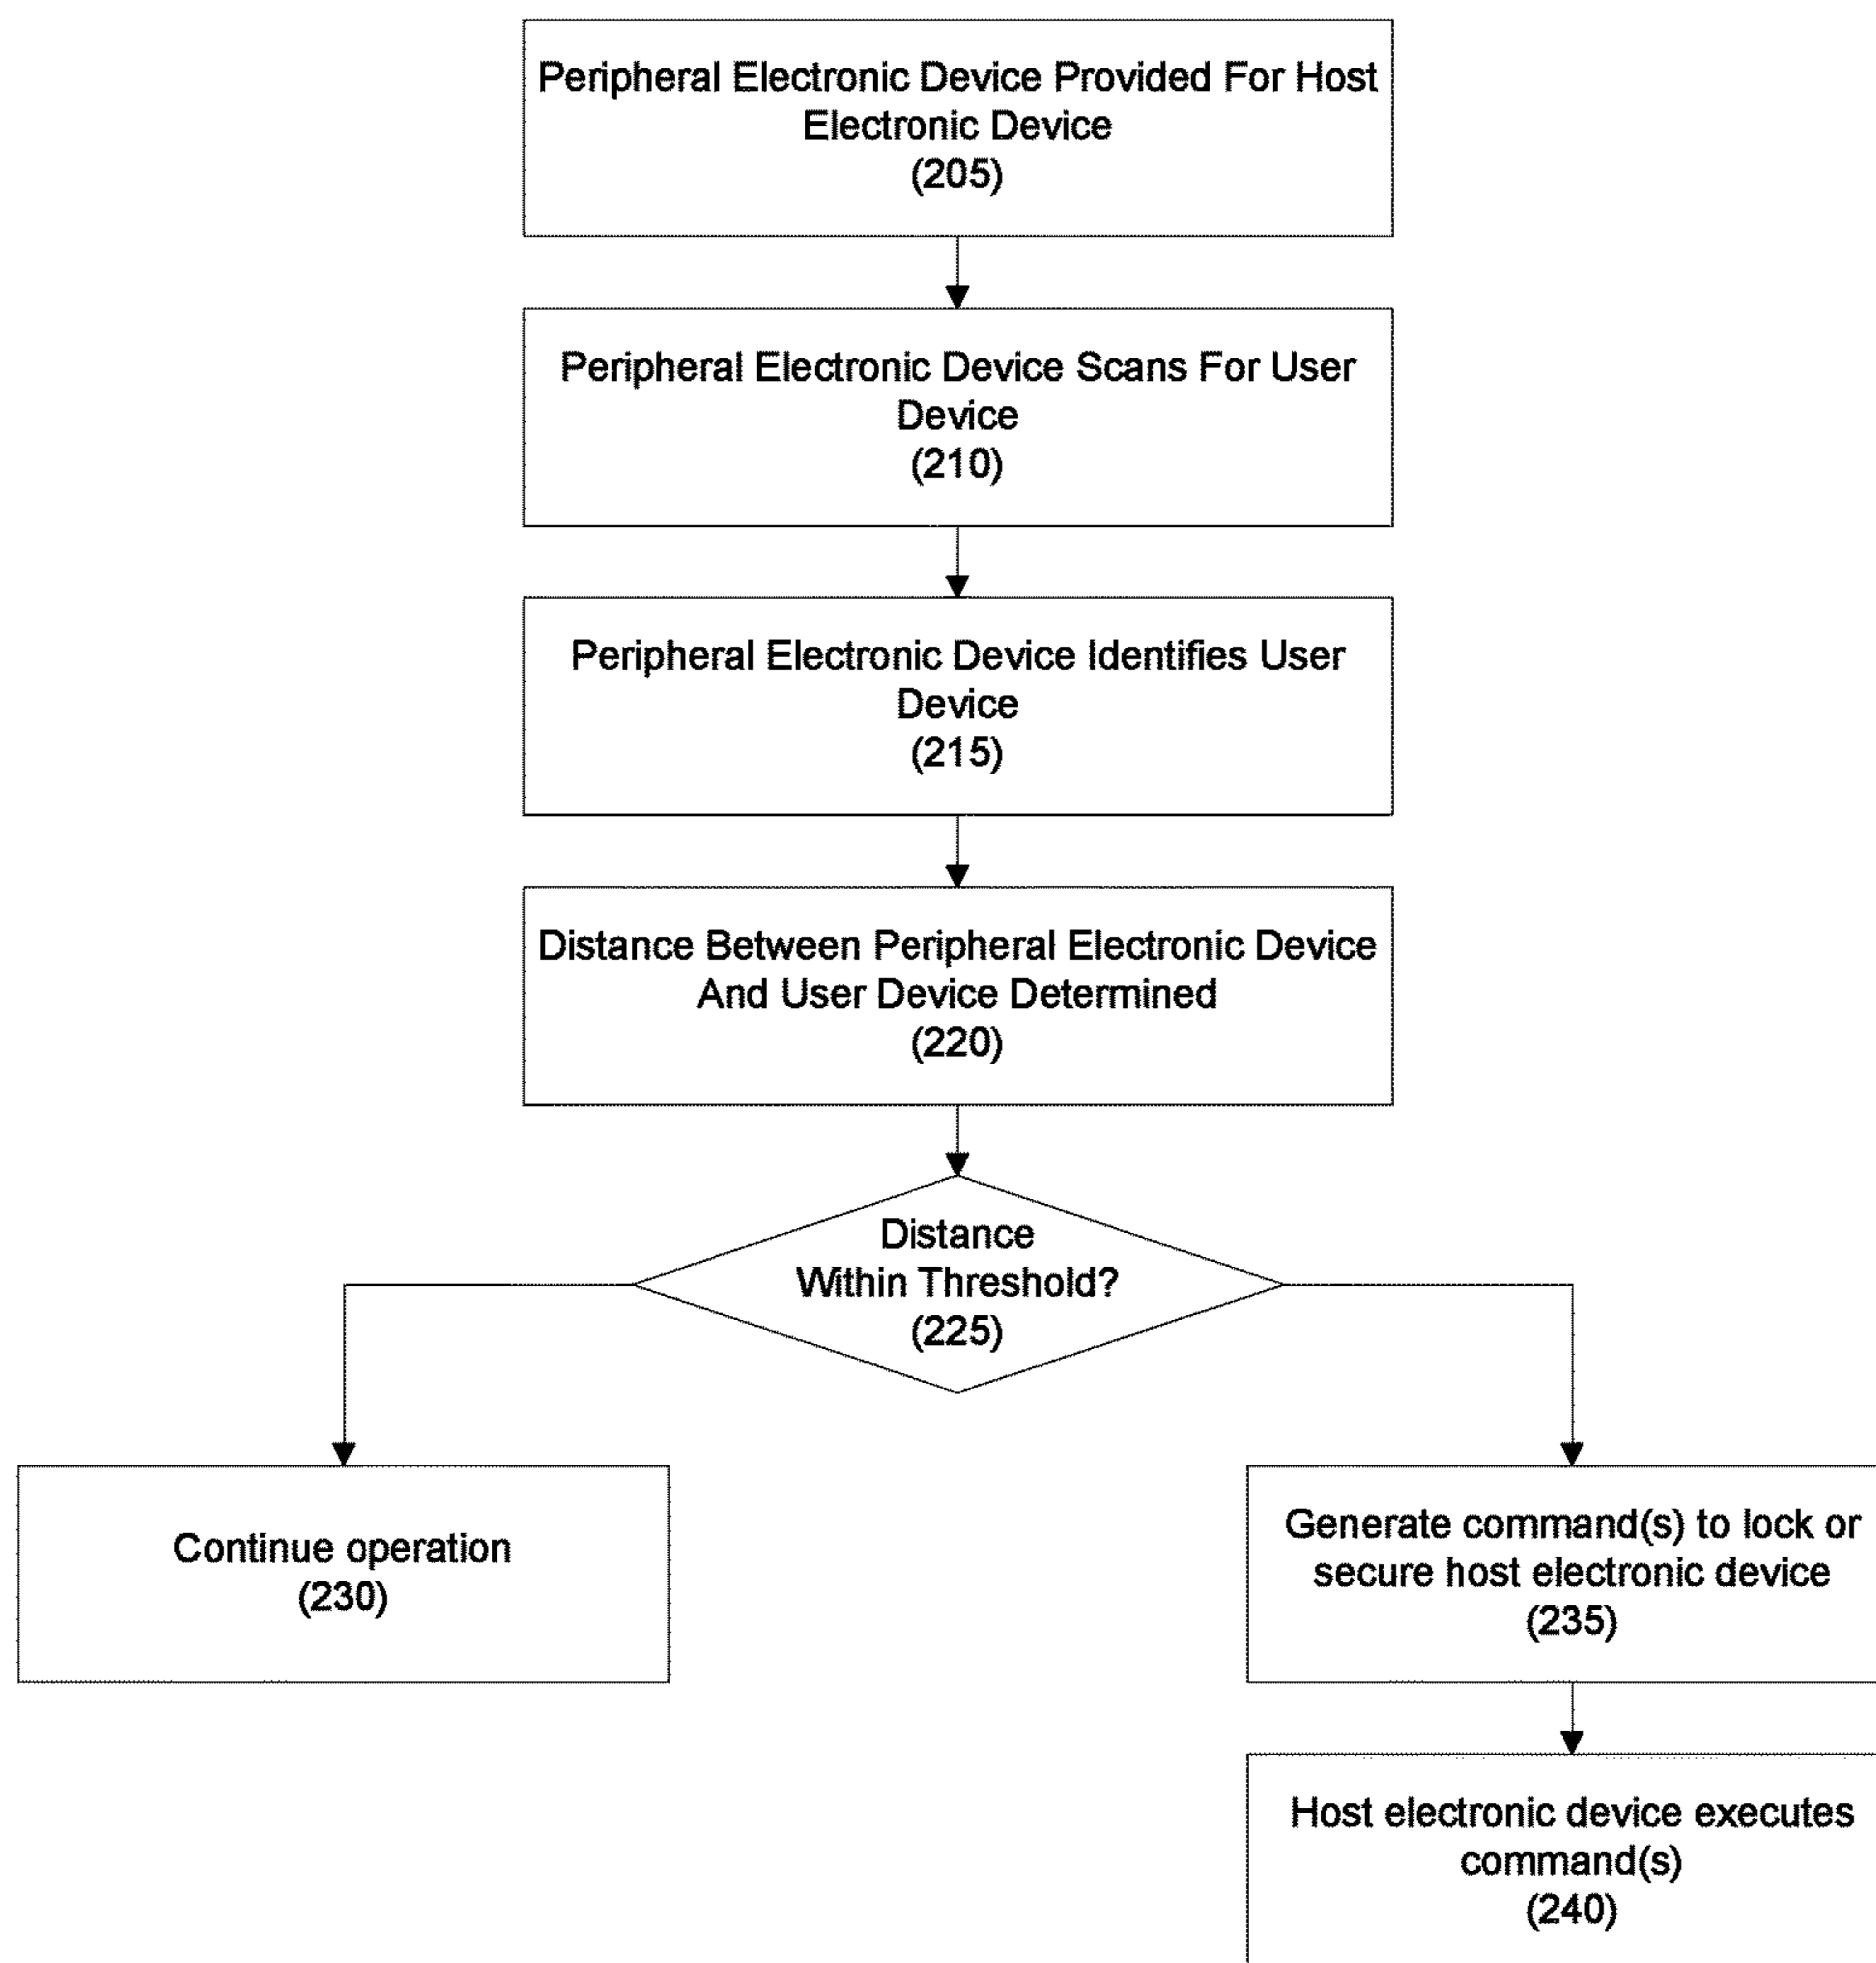 Peripheral Electronic Device Provided For Host
Electronic Device
(205)
Peripheral Electronic Device Scans For User
Device
(210)
Peripheral Electronic Device Identifies User
Device
(215)
Distance Between Peripheral Electronic Device
And User Device Determined
(220)
Distance
Within Threshold?
(225)
Continue operation
(230)
Generate command(s) to lock or
secure host electronic device
(235)
Host electronic device executes
command(s)
(240)